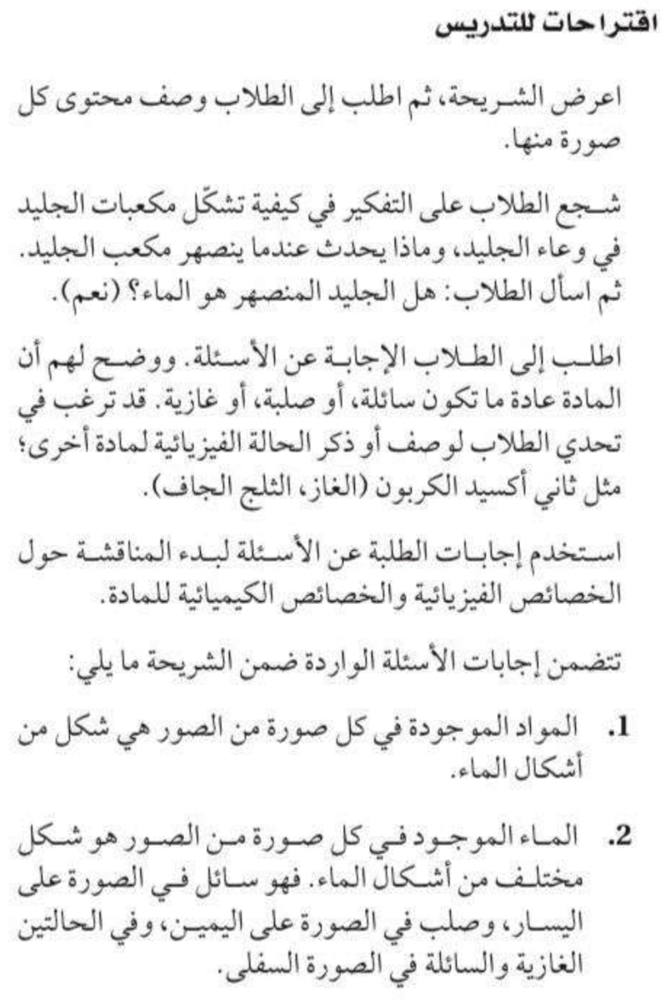 اقتراحات للتدريس
اعرض الشريحة، ثم اطلب إلى الطلاب وصف محتوى كل
صورة منها.
شجع الطلاب على التفكير في كيفية تشكّل مكعبات الجليد
في وعاء الجليد، وماذا يحدث عندما ينصهر مكعب الجليد.
ثم اسأل الطلاب: هل الجليد المنصهر هو الماء؟ (نعم).
اطلب إلى الطلاب الإجابة عن الأسئلة. ووضح لهم أن
المادة عادة ما تكون سائلة، أو صلبة، أو غازية. قد ترغب في
تحدي الطلاب لوصف أو ذكر الحالة الفيزيائية لمادة أخرى؛
مثل ثاني أكسيد الكربون (الغاز، الثلج الجاف).
استخدم إجابات الطلبة عن الأسئلة لبدء المناقشة حول
الخصائص الفيزيائية والخصائص الكيميائية للمادة.
تتضمن إجابات الأسئلة الواردة ضمن الشريحة ما يلي:
1. المواد الموجودة في كل صورة من الصور هي شكل من
أشكال الماء.
2. الماء الموجود في كل صورة من الصور هو شكل
مختلف من أشكال الماء. فهو سائل في الصورة على
اليسار، وصلب في الصورة على اليمين، وفي الحالتين
الغازية والسائلة في الصورة السفلى.